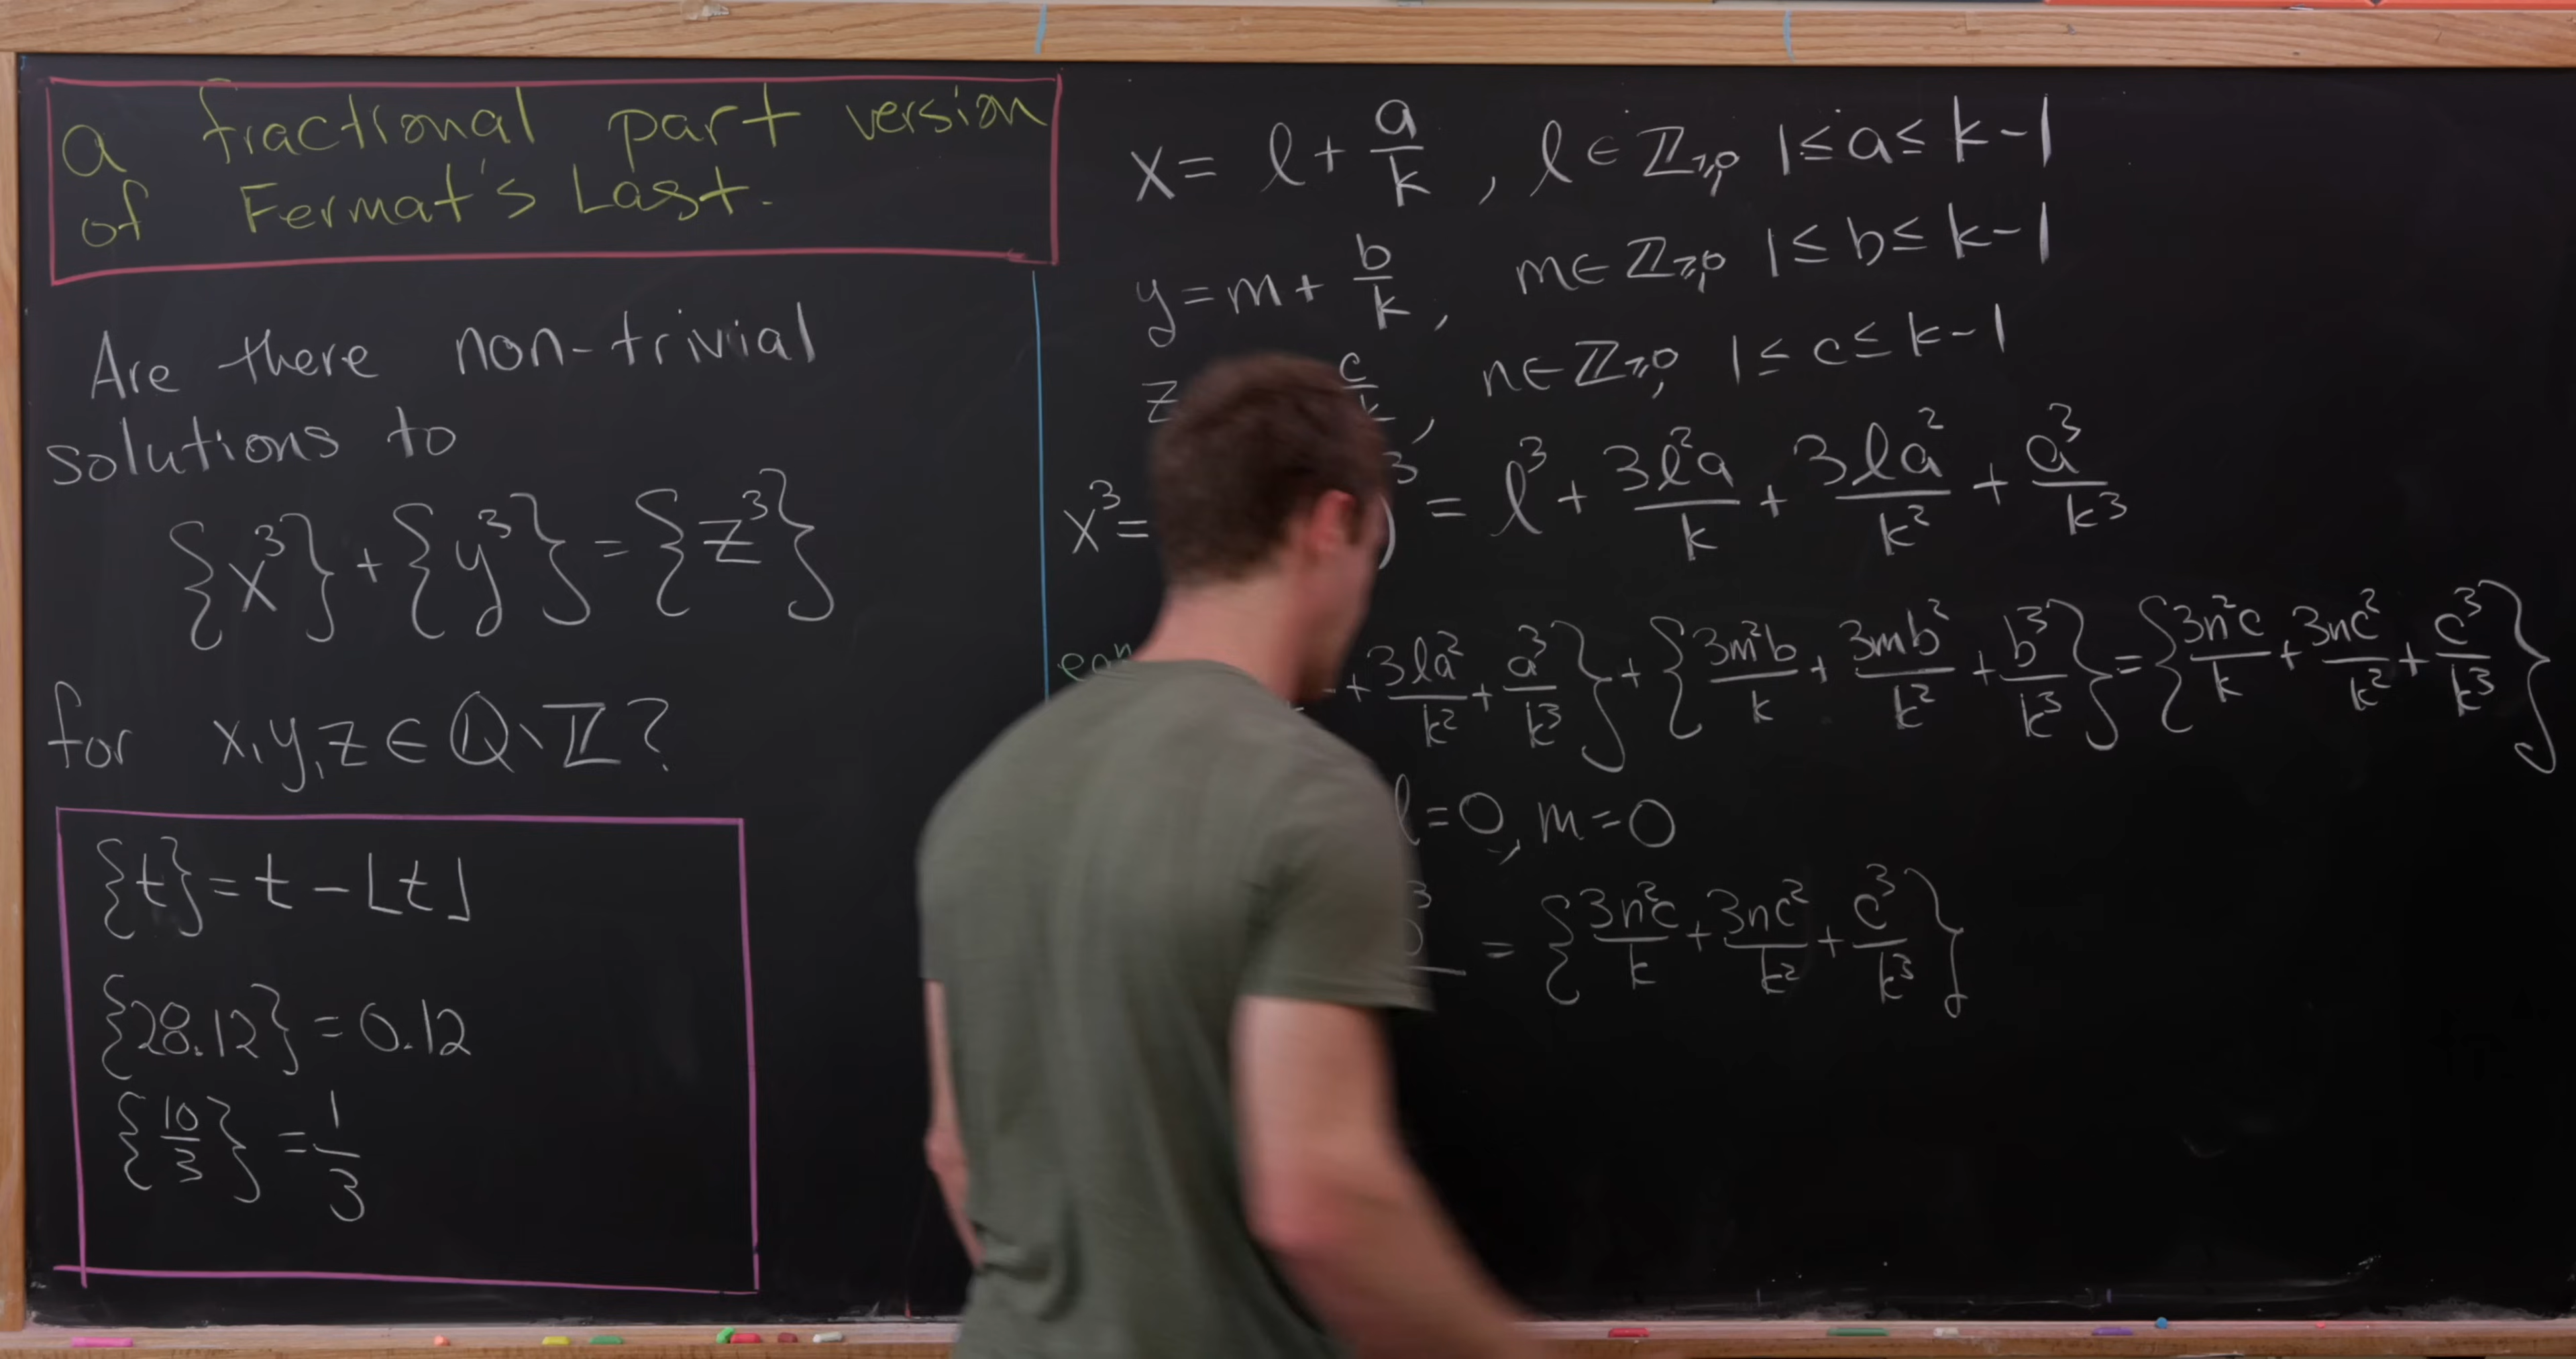 a fractional part version
of Fermat's Last.
Are there non-trivial
solutions to
{x³} + {y³} = {z³}
for x,y,z ∈ ℚ∖ℤ?
{t} = t − ⌊t⌋
{28.12} = 0.12
{10/3} = 1/3
x = l + a/k, l ∈ ℤ≥0, 1 ≤ a ≤ k−1
y = m + b/k, m ∈ ℤ≥0, 1 ≤ b ≤ k−1
z c/k, n ∈ ℤ≥0, 1 ≤ c ≤ k−1
x³ = )³ = l³ + 3l²a/k + 3la²/k² + a³/k³
+ 3la²/k² + a³/k³} + {3m²b/k + 3mb²/k² + b³/k³} = {3n²c/k + 3nc²/k² + c³/k³}
l=0, m=0
= {3n²c/k + 3nc²/k² + c³/k³}